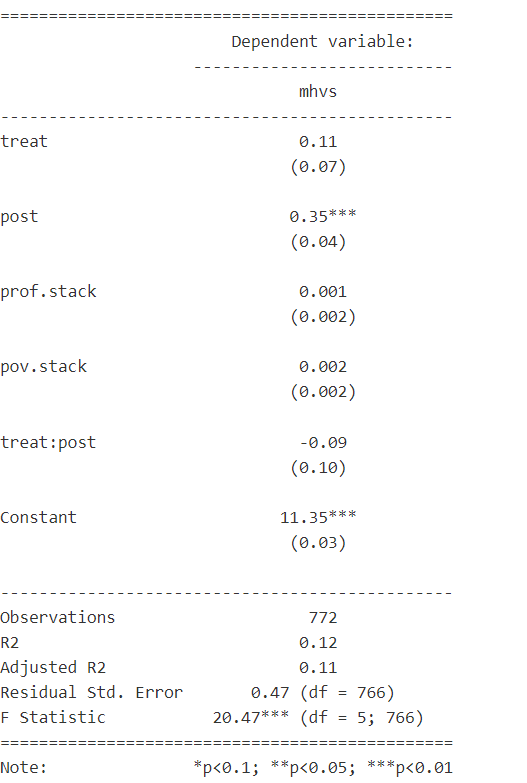 ===============================================
Dependent variable:
---------------------------
mhvs
-----------------------------------------------
treat 0.11
(0.07)
post 0.35***
(0.04)
prof.stack 0.001
(0.002)
pov.stack 0.002
(0.002)
treat:post -0.09
(0.10)
Constant 11.35***
(0.03)
-----------------------------------------------
Observations 772
R2 0.12
Adjusted R2 0.11
Residual Std. Error 0.47 (df = 766)
F Statistic 20.47*** (df = 5; 766)
===============================================
Note: *p<0.1; **p<0.05; ***p<0.01